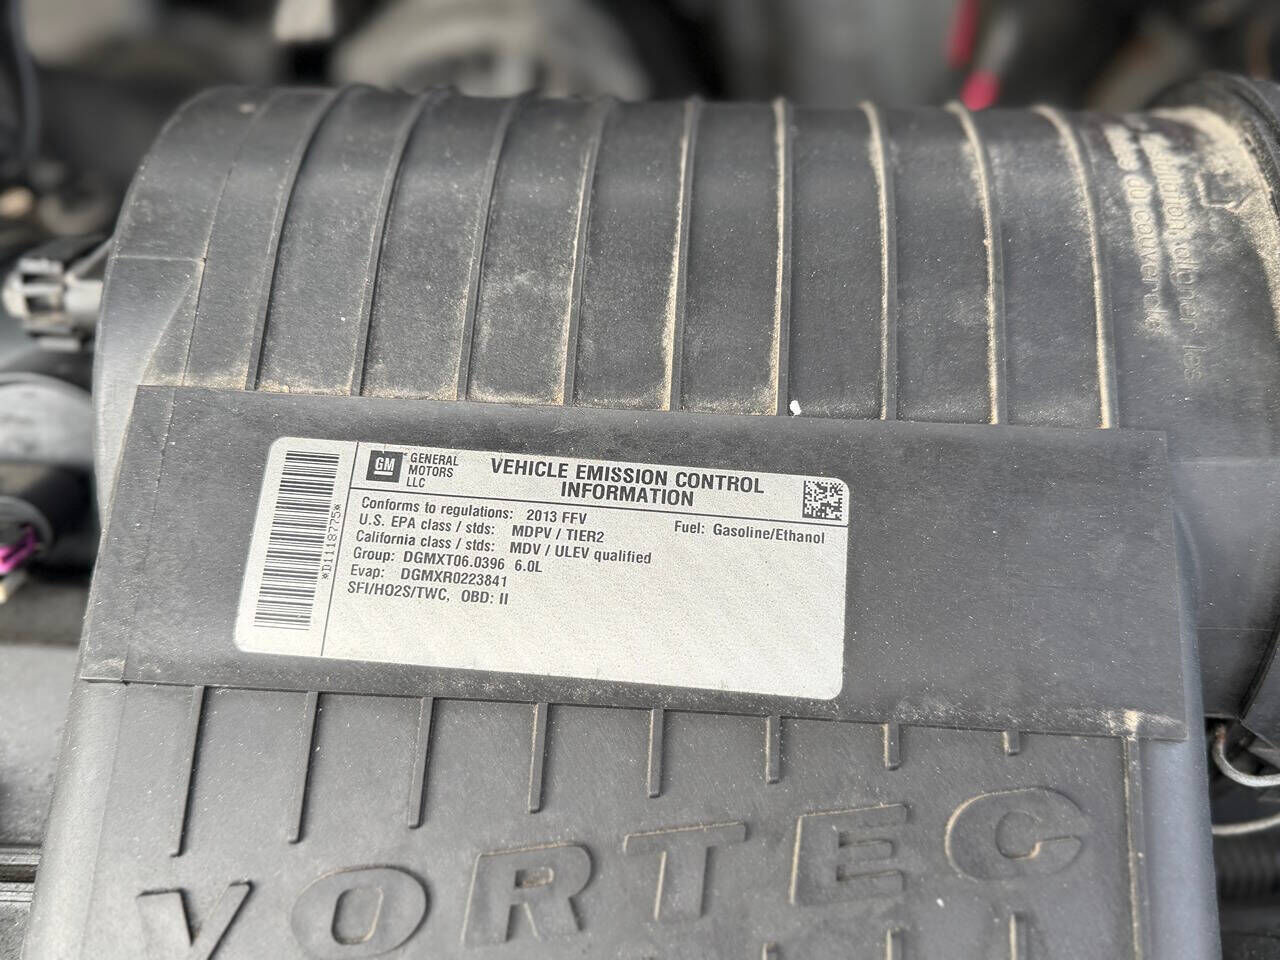 GM
GENERAL
MOTORS
LLC
VEHICLE EMISSION CONTROL
INFORMATION
Conforms to regulations: 2013 FFV
Fuel: Gasoline/Ethanol
U.S. EPA class / stds: MDPV / TIER2
California class / stds: MDV / ULEV qualified
Group: DGMXT06.0396 6.0L
Evap: DGMXR0223841
SFI/HO2S/TWC, OBD: II
*D1118775*
VORTEC